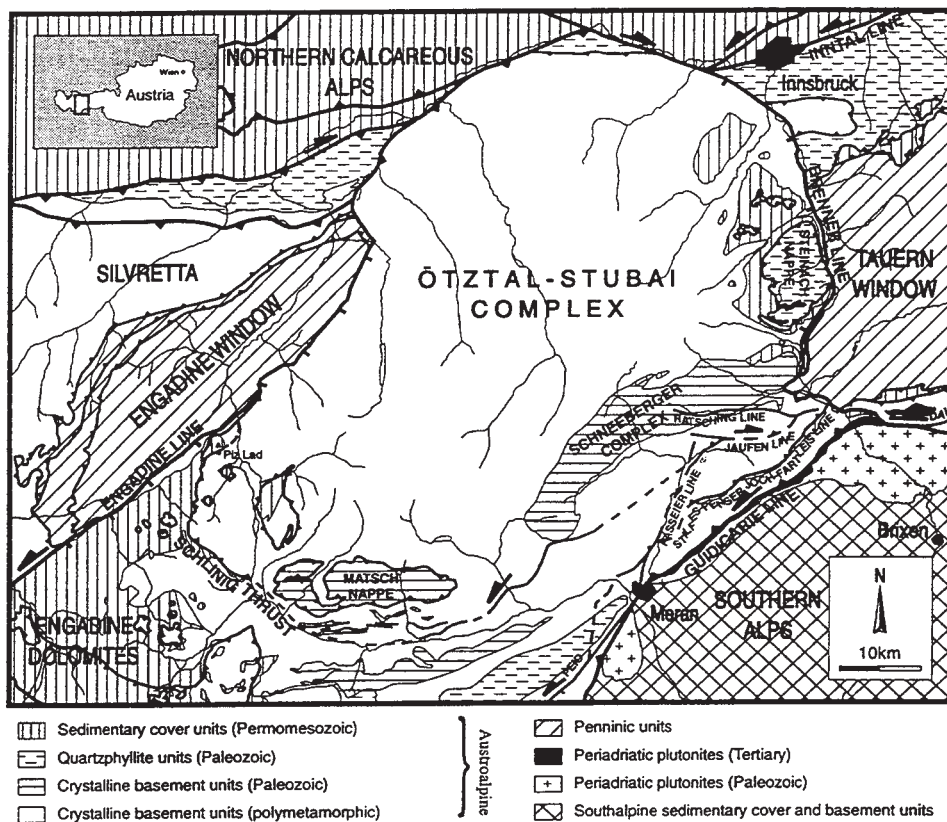 NORTHERN CALCAREOUS
ALPS
Wien
Austria
INNTAL LINE
Innsbruck
BRENNER LINE
STEINACH
NAPPE
TAUERN
WINDOW
SILVRETTA
ÖTZTAL-STUBAI
COMPLEX
ENGADINE WINDOW
ENGADINE LINE
Piz Lad
SCHNEEBERGER
COMPLEX
RATSCHING LINE
JAUFEN LINE
PASSEIER LINE
GUIDICARIE-LINE
Brixen
MATSCH
NAPPE
SCHLINIG THRUST
Meran
SOUTHERN
ALPS
ENGADINE
DOLOMITES
N
10km
Sedimentary cover units (Permomesozoic)
Quartzphyllite units (Paleozoic)
Crystalline basement units (Paleozoic)
Crystalline basement units (polymetamorphic)
Austroalpine
Penninic units
Periadriatic plutonites (Tertiary)
Periadriatic plutonites (Paleozoic)
Southalpine sedimentary cover and basement units